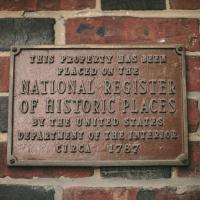 THIS PROPERTY HAS BEEN
PLACED ON THE
NATIONAL REGISTER
OF HISTORIC PLACES
BY THE UNITED STATES
DEPARTMENT OF THE INTERIOR
CIRCA 1787